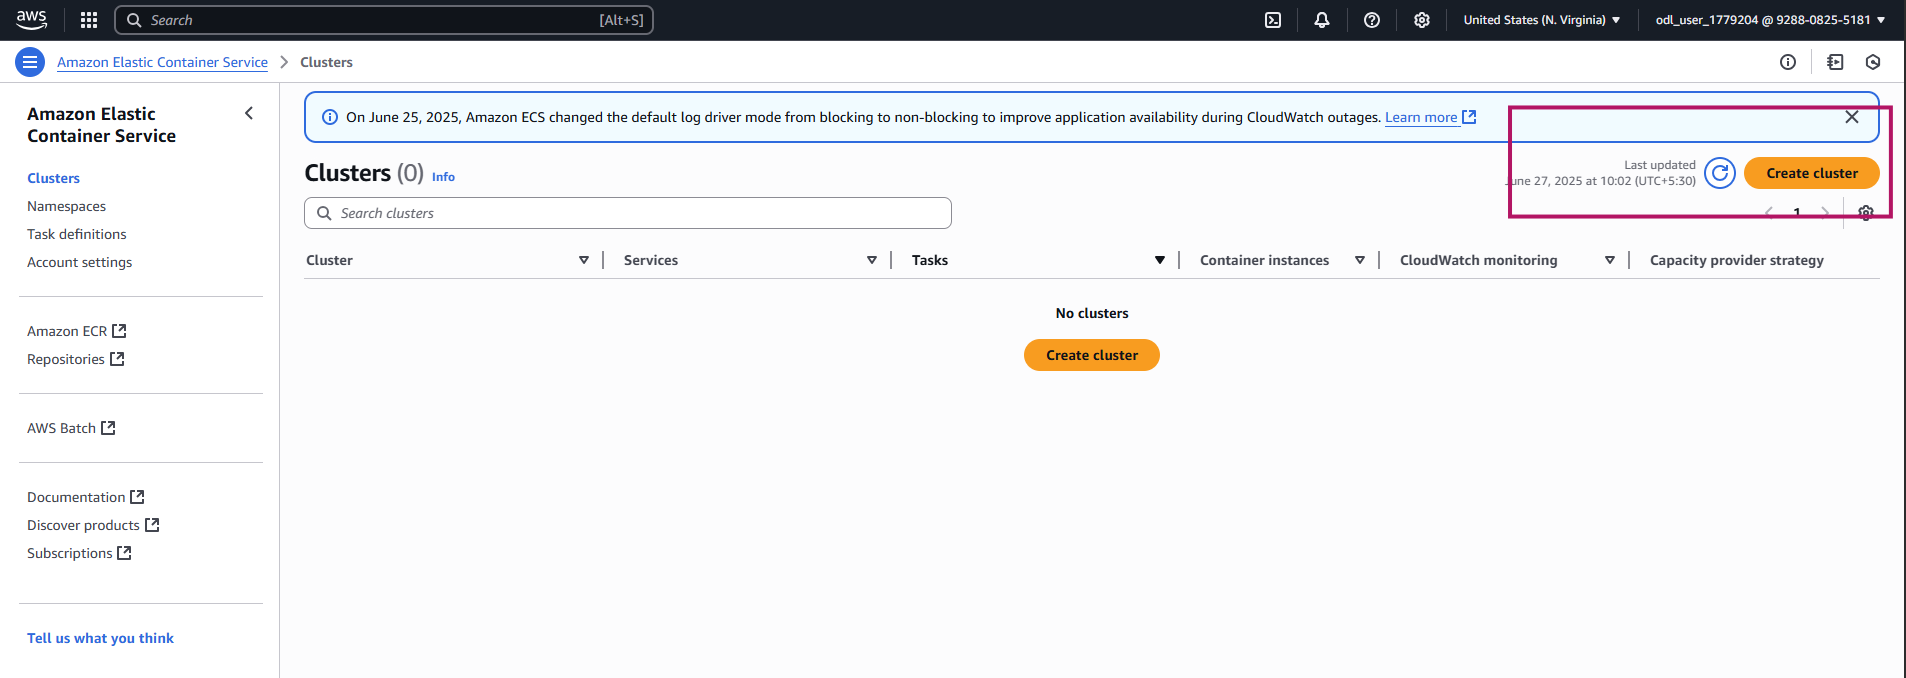 aws
Search [Alt+S]
United States (N. Virginia)
odl_user_1779204 @ 9288-0825-5181
Amazon Elastic Container Service > Clusters
Amazon Elastic
Container Service
Clusters
Namespaces
Task definitions
Account settings
Amazon ECR
Repositories
AWS Batch
Documentation
Discover products
Subscriptions
Tell us what you think
On June 25, 2025, Amazon ECS changed the default log driver mode from blocking to non-blocking to improve application availability during CloudWatch outages. Learn more
Clusters (0) Info
Last updated
June 27, 2025 at 10:02 (UTC+5:30)
Create cluster
Search clusters
1
Cluster Services Tasks Container instances CloudWatch monitoring Capacity provider strategy
No clusters
Create cluster